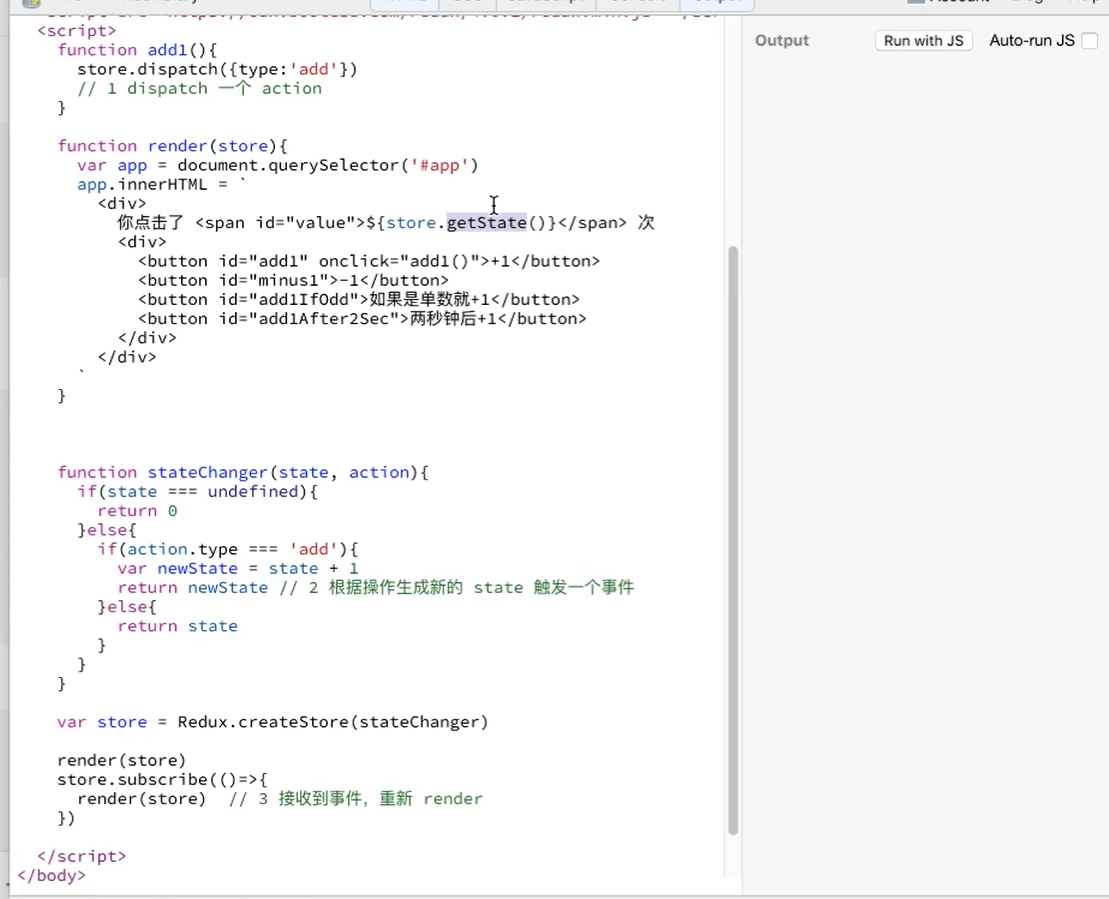 Output
Run with JS
Auto-run JS
<script>
function add1(){
store.dispatch({type:'add'})
// 1 dispatch 一个 action
}
function render(store){
var app = document.querySelector('#app')
app.innerHTML = `
<div>
你点击了 <span id="value">${store.getState()}</span> 次
<div>
<button id="add1" onclick="add1()">+1</button>
<button id="minus1">-1</button>
<button id="add1IfOdd">如果是单数就+1</button>
<button id="add1After2Sec">两秒钟后+1</button>
</div>
</div>
`
}
function stateChanger(state, action){
if(state === undefined){
return 0
}else{
if(action.type === 'add'){
var newState = state + 1
return newState // 2 根据操作生成新的 state 触发一个事件
}else{
return state
}
}
}
var store = Redux.createStore(stateChanger)
render(store)
store.subscribe(()=>{
render(store) // 3 接收到事件，重新 render
})
</script>
</body>